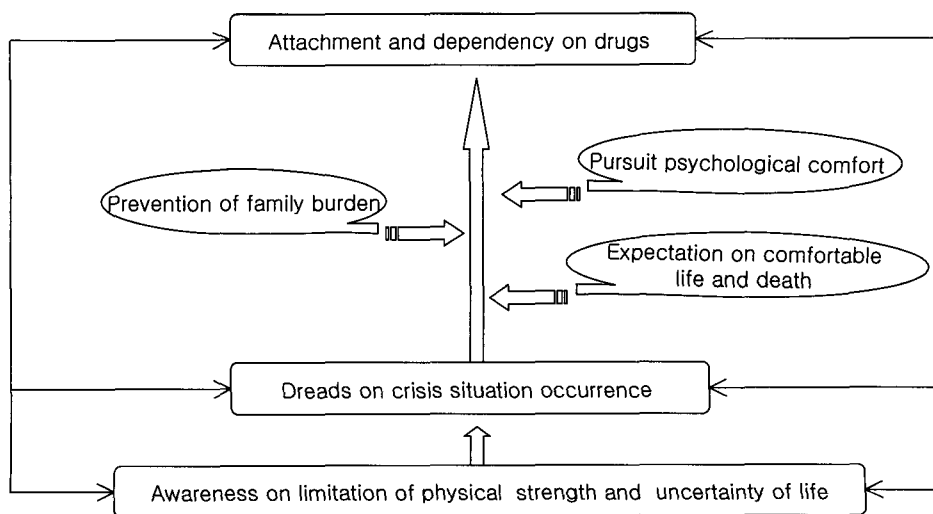 Attachment and dependency on drugs
Pursuit psychological comfort
Prevention of family burden
Expectation on comfortable
life and death
Dreads on crisis situation occurrence
Awareness on limitation of physical strength and uncertainty of life